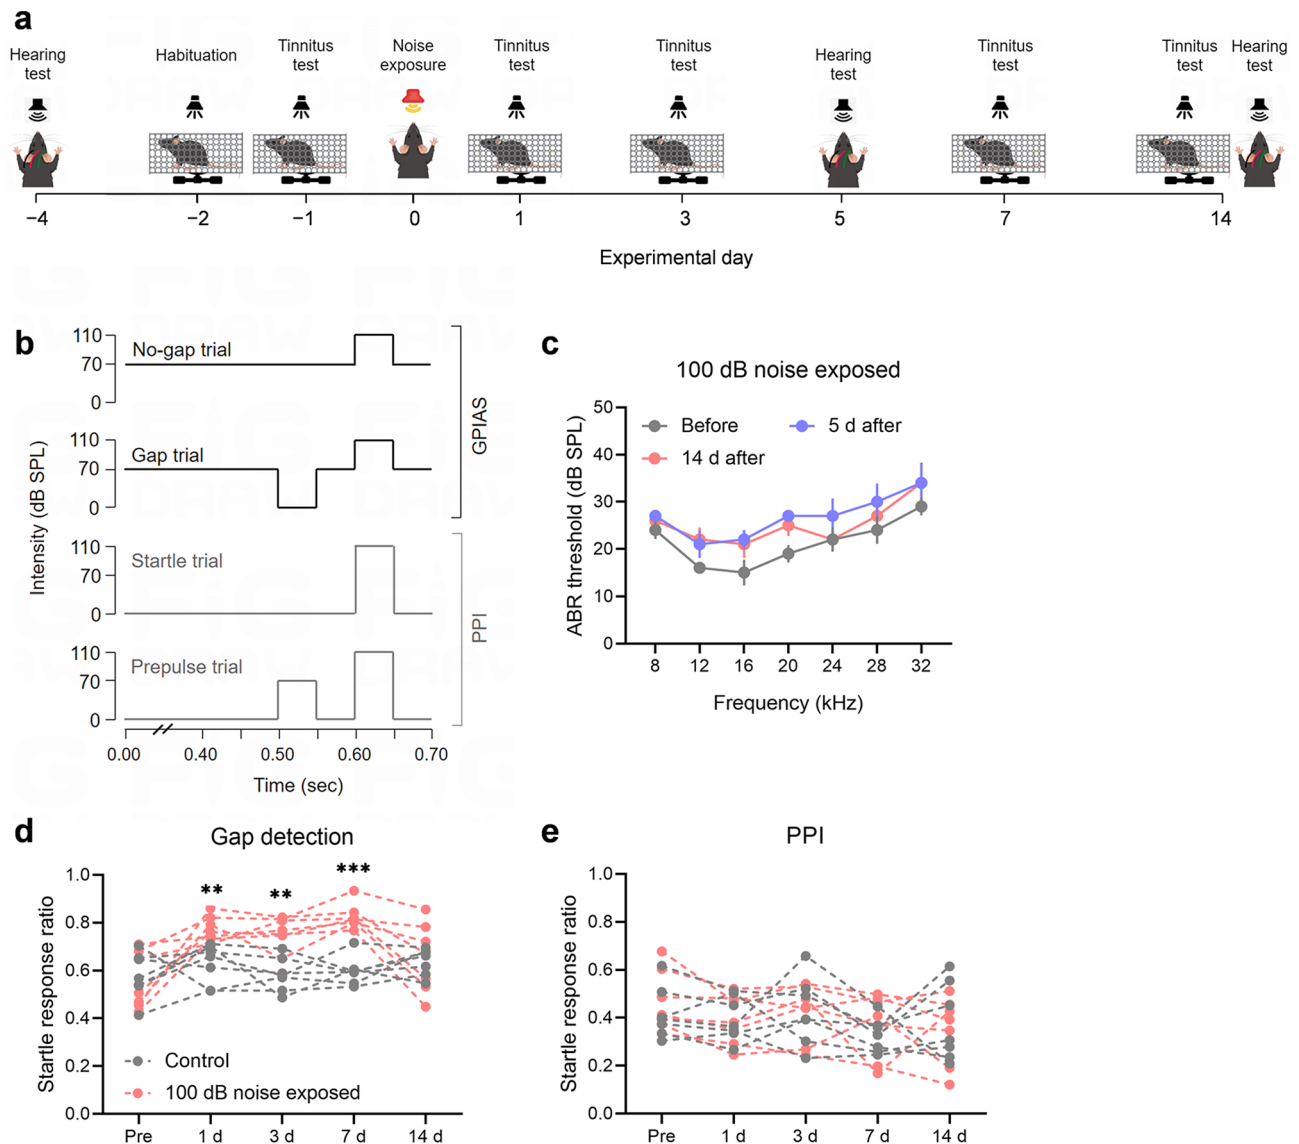 a
Hearing test
Habituation
Tinnitus test
Noise exposure
Tinnitus test
Tinnitus test
Hearing test
Tinnitus test
Tinnitus test
Hearing test
−4 −2 −1 0 1 3 5 7 14
Experimental day
b
Intensity (dB SPL)
110
70
0
No-gap trial
110
70
0
Gap trial
GPIAS
110
70
0
Startle trial
110
70
0
Prepulse trial
PPI
0.00 0.40 0.50 0.60 0.70
Time (sec)
c
100 dB noise exposed
Before
5 d after
14 d after
ABR threshold (dB SPL)
50
40
30
20
10
0
8 12 16 20 24 28 32
Frequency (kHz)
d
Gap detection
Startle response ratio
1.0
0.8
0.6
0.4
0.2
0.0
** ** ***
Control
100 dB noise exposed
Pre 1 d 3 d 7 d 14 d
e
PPI
Startle response ratio
1.0
0.8
0.6
0.4
0.2
0.0
Pre 1 d 3 d 7 d 14 d